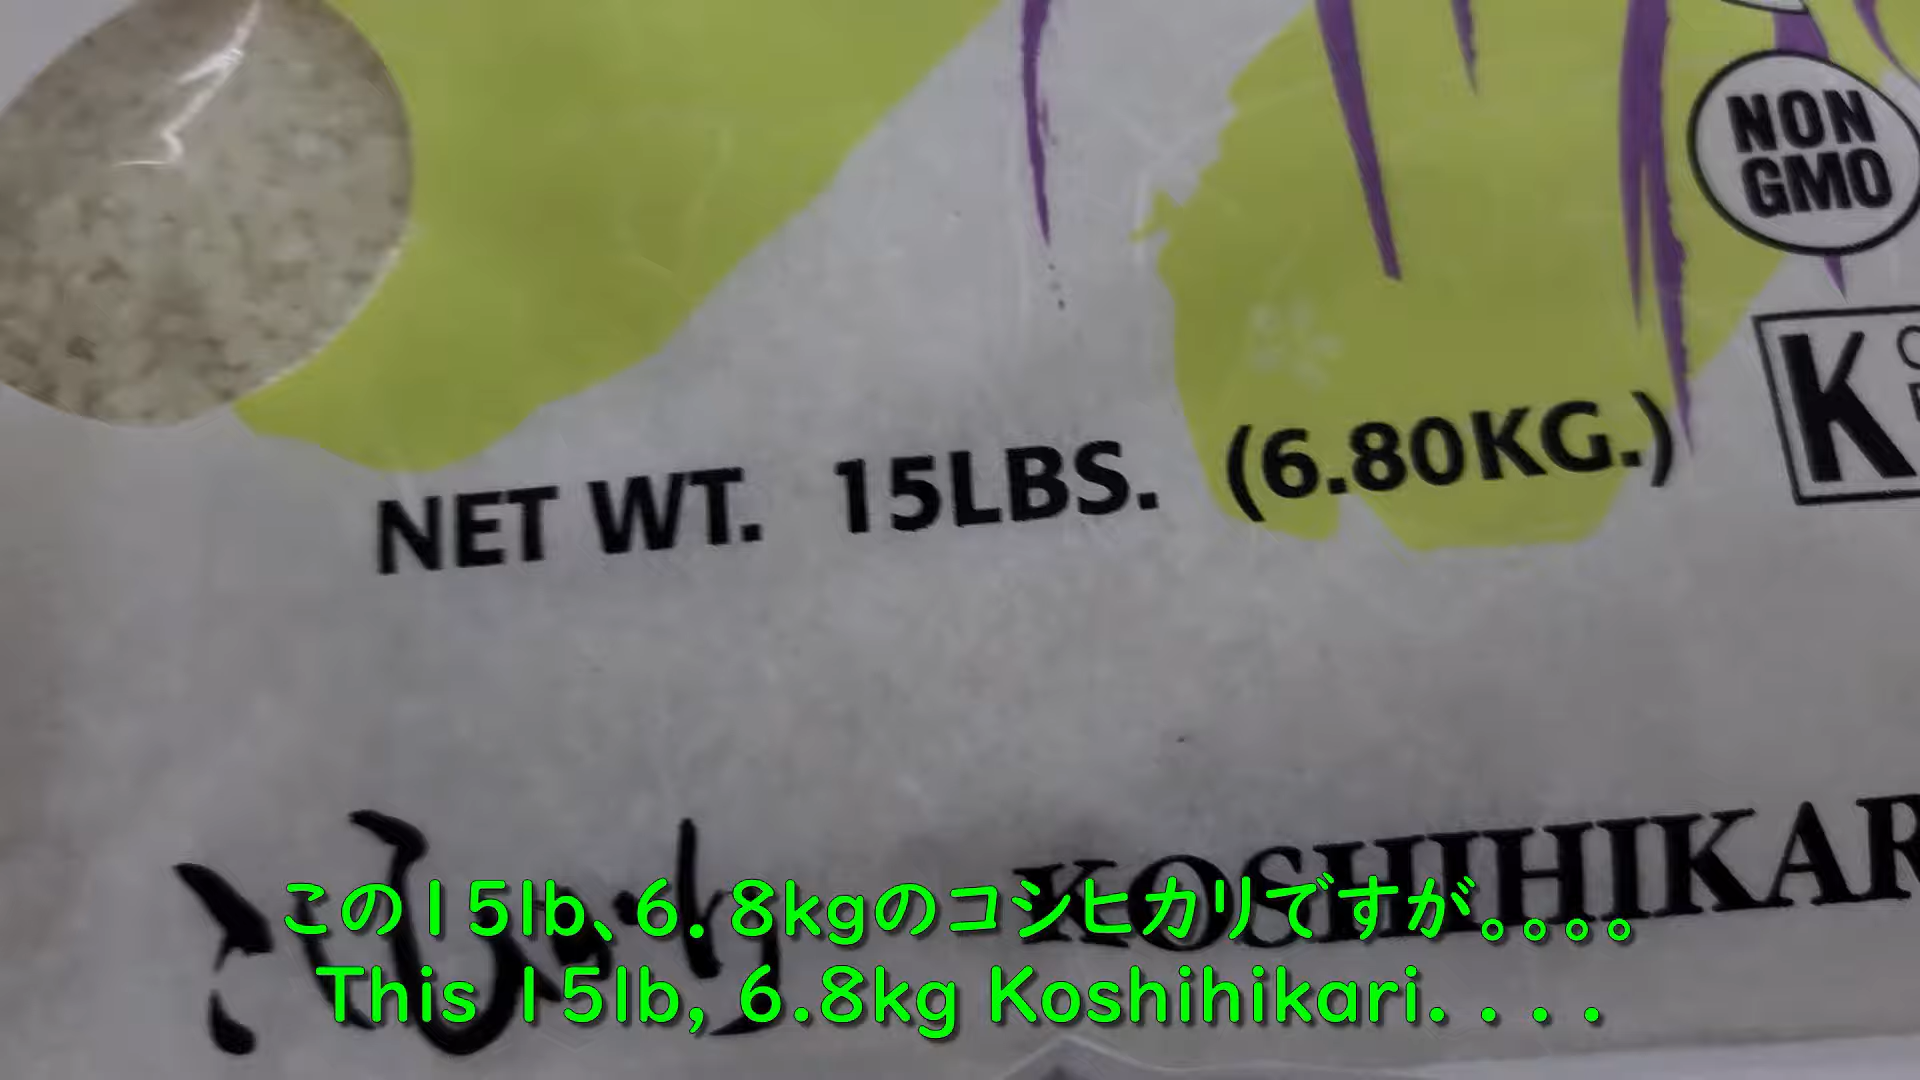 NON
GMO
K
NET WT. 15LBS. (6.80KG.)
こしひかり KOSHIHIKAR
この15lb、6.8kgのコシヒカリですが。。。。
This 15lb, 6.8kg Koshihikari. . . .